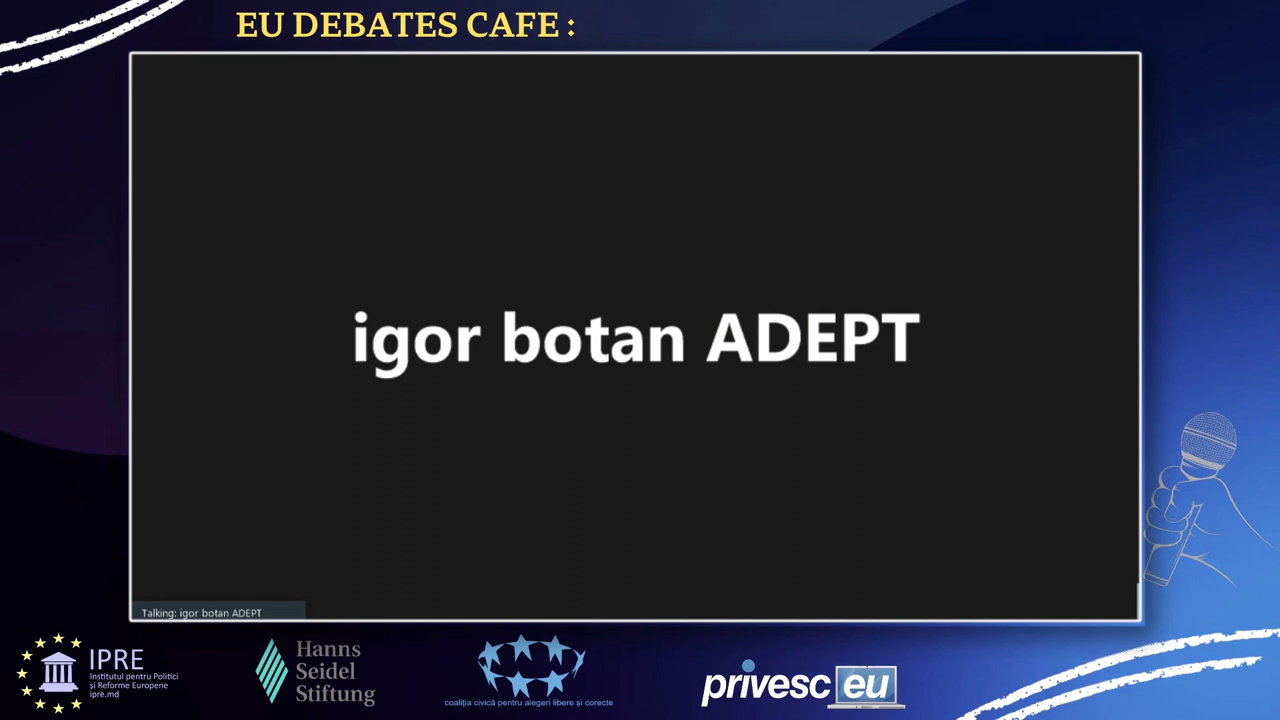 EU DEBATES CAFE :
igor botan ADEPT
Talking: igor botan ADEPT
IPRE
Institutul pentru Politici
și Reforme Europene
ipre.md
Hanns
Seidel
Stiftung
coaliția civică pentru alegeri libere și corecte
privesc eu